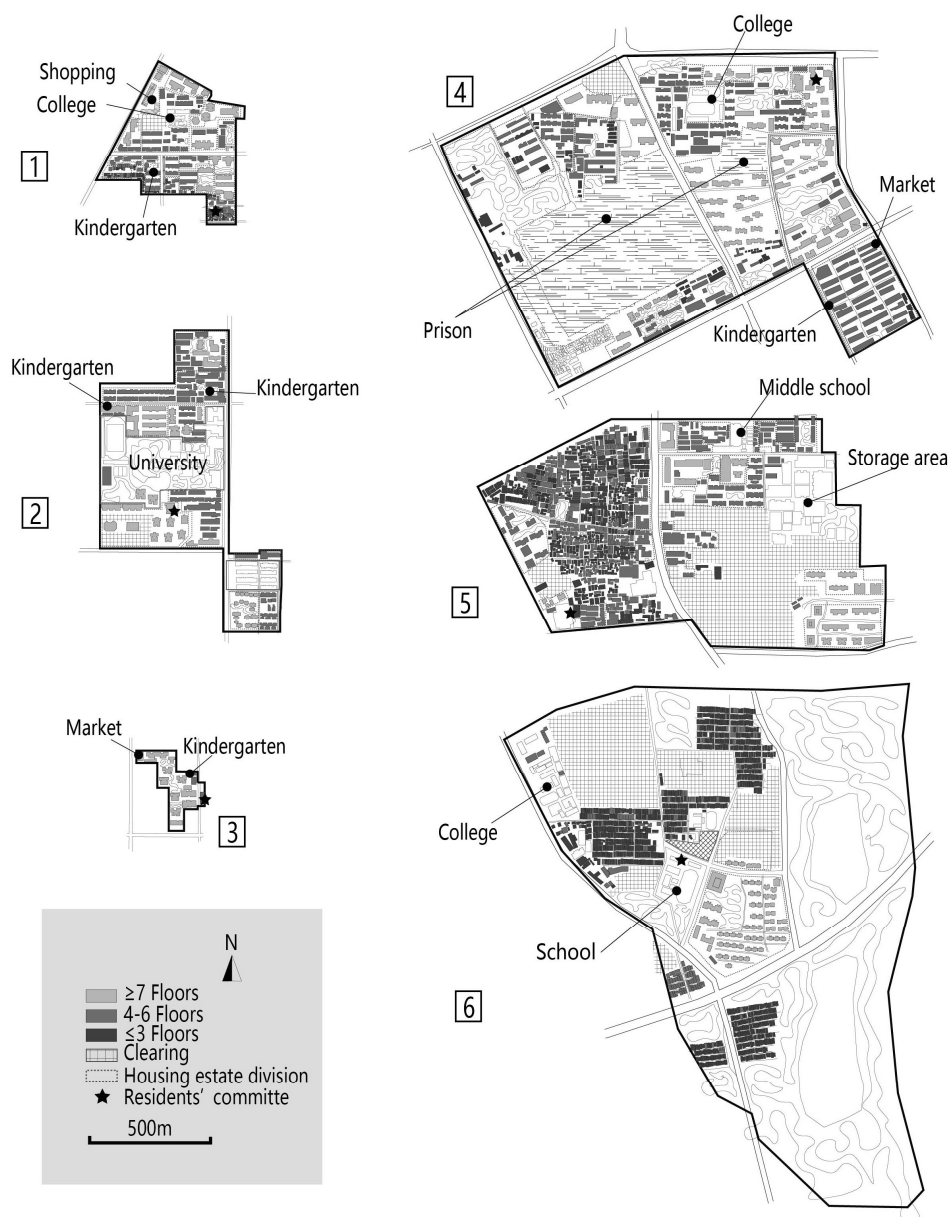 Shopping
College
1
Kindergarten
College
4
Market
Prison
Kindergarten
Kindergarten
Kindergarten
University
2
Middle school
Storage area
5
Market
Kindergarten
3
College
School
6
N
≥7 Floors
4-6 Floors
≤3 Floors
Clearing
Housing estate division
Residents' committe
500m